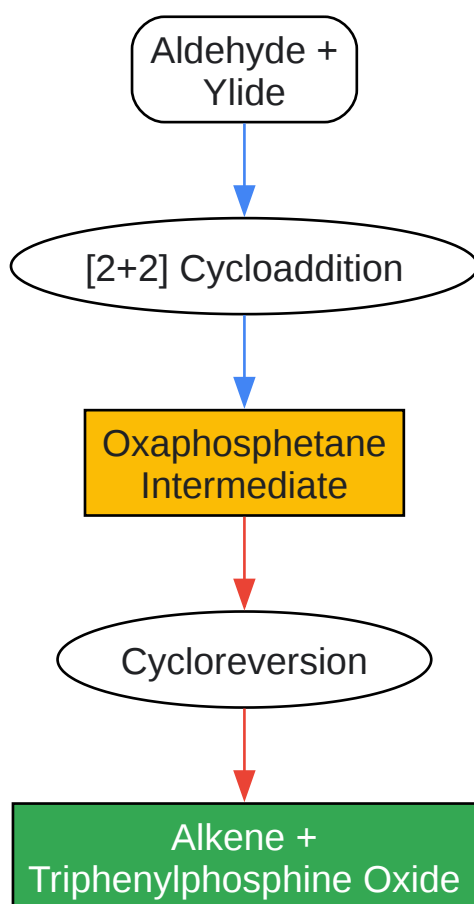 Aldehyde +
Ylide
[2+2] Cycloaddition
Oxaphosphetane
Intermediate
Cycloreversion
Alkene +
Triphenylphosphine Oxide